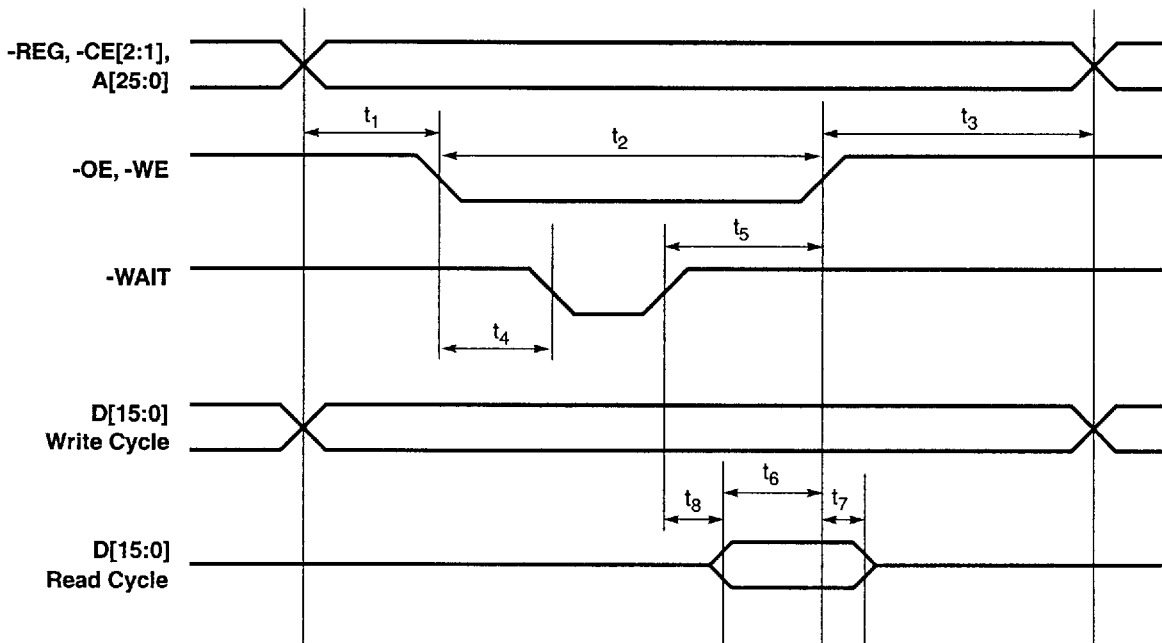 -REG, -CE[2:1],
A[25:0]
t1
t3
t2
-OE, -WE
t5
-WAIT
t4
D[15:0]
Write Cycle
t6
t8
t7
D[15:0]
Read Cycle